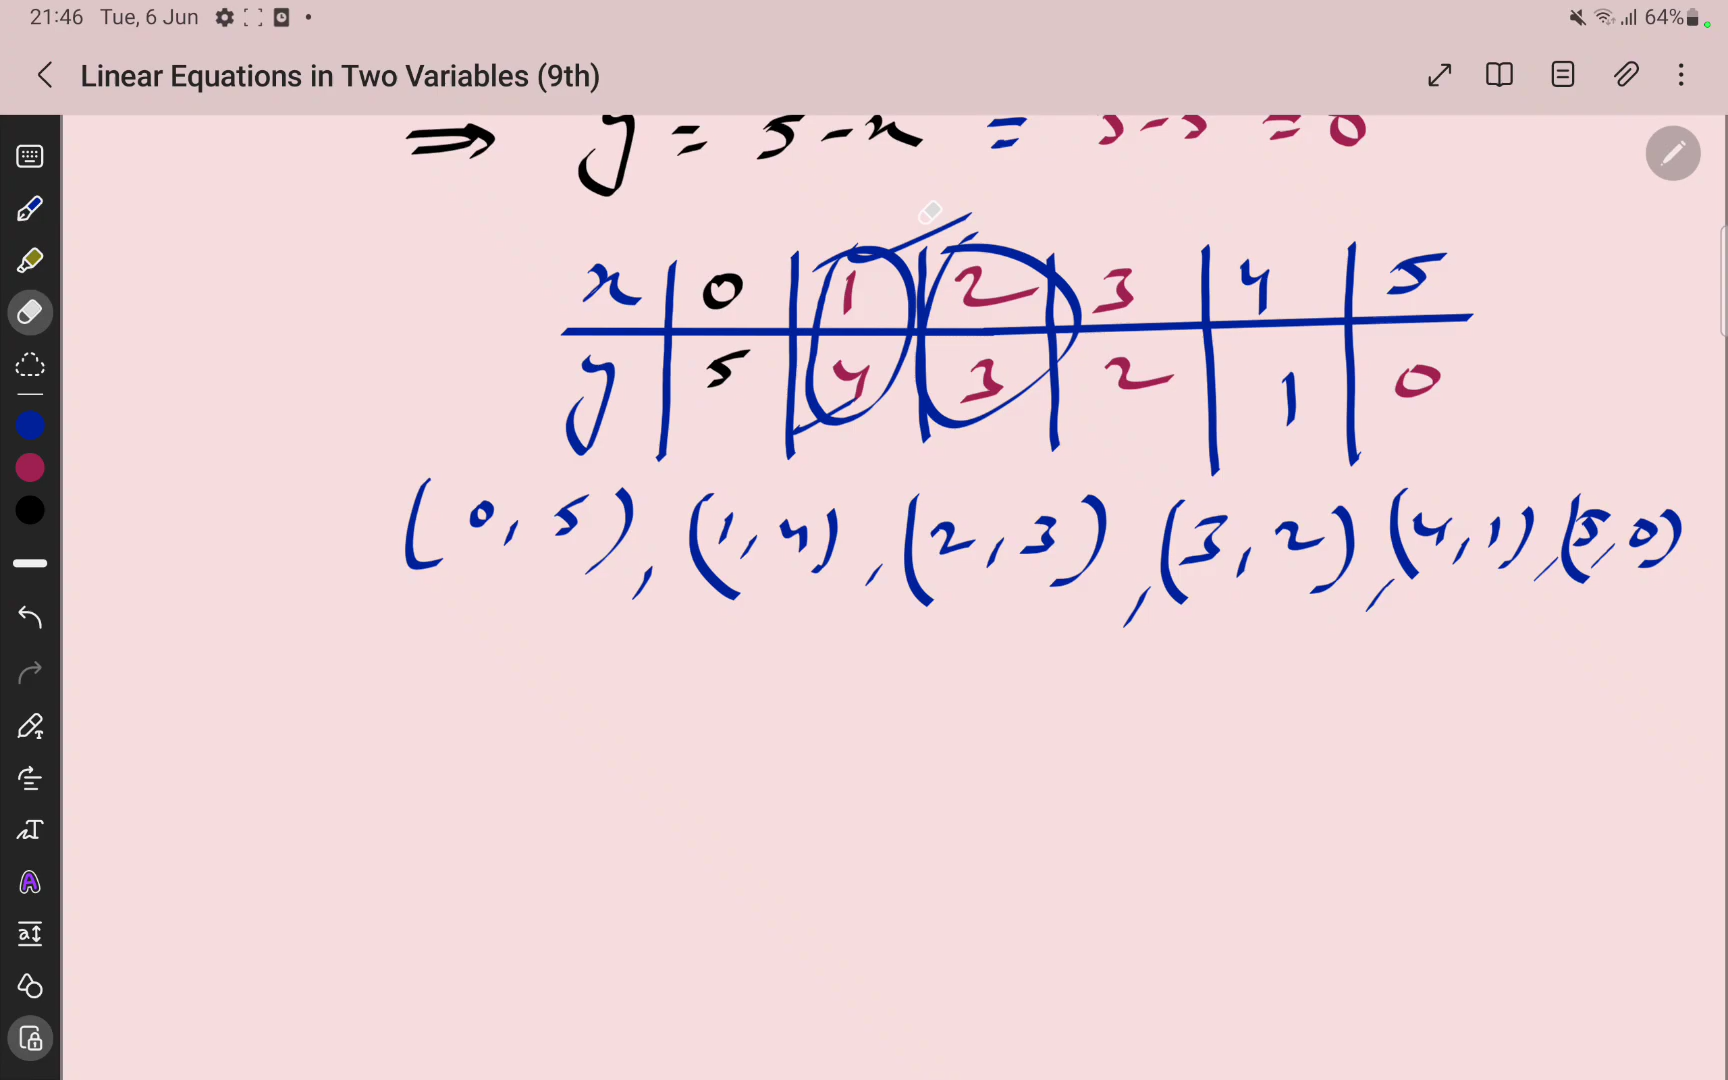 21:46 Tue, 6 Jun 64%
Linear Equations in Two Variables (9th)
⇒ y = 5 - x = 5 - 5 = 0
x | 0 | 1 | 2 | 3 | 4 | 5
y | 5 | 4 | 3 | 2 | 1 | 0
(0, 5), (1, 4), (2, 3), (3, 2), (4, 1), (5, 0)